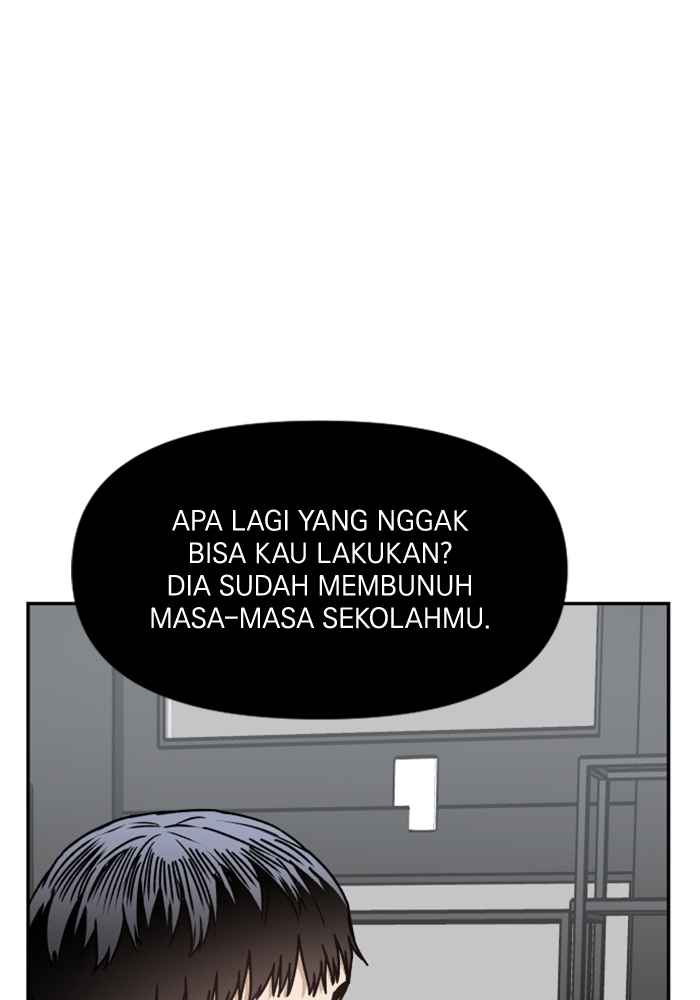 APA LAGI YANG NGGAK
BISA KAU LAKUKAN?
DIA SUDAH MEMBUNUH
MASA-MASA SEKOLAHMU.